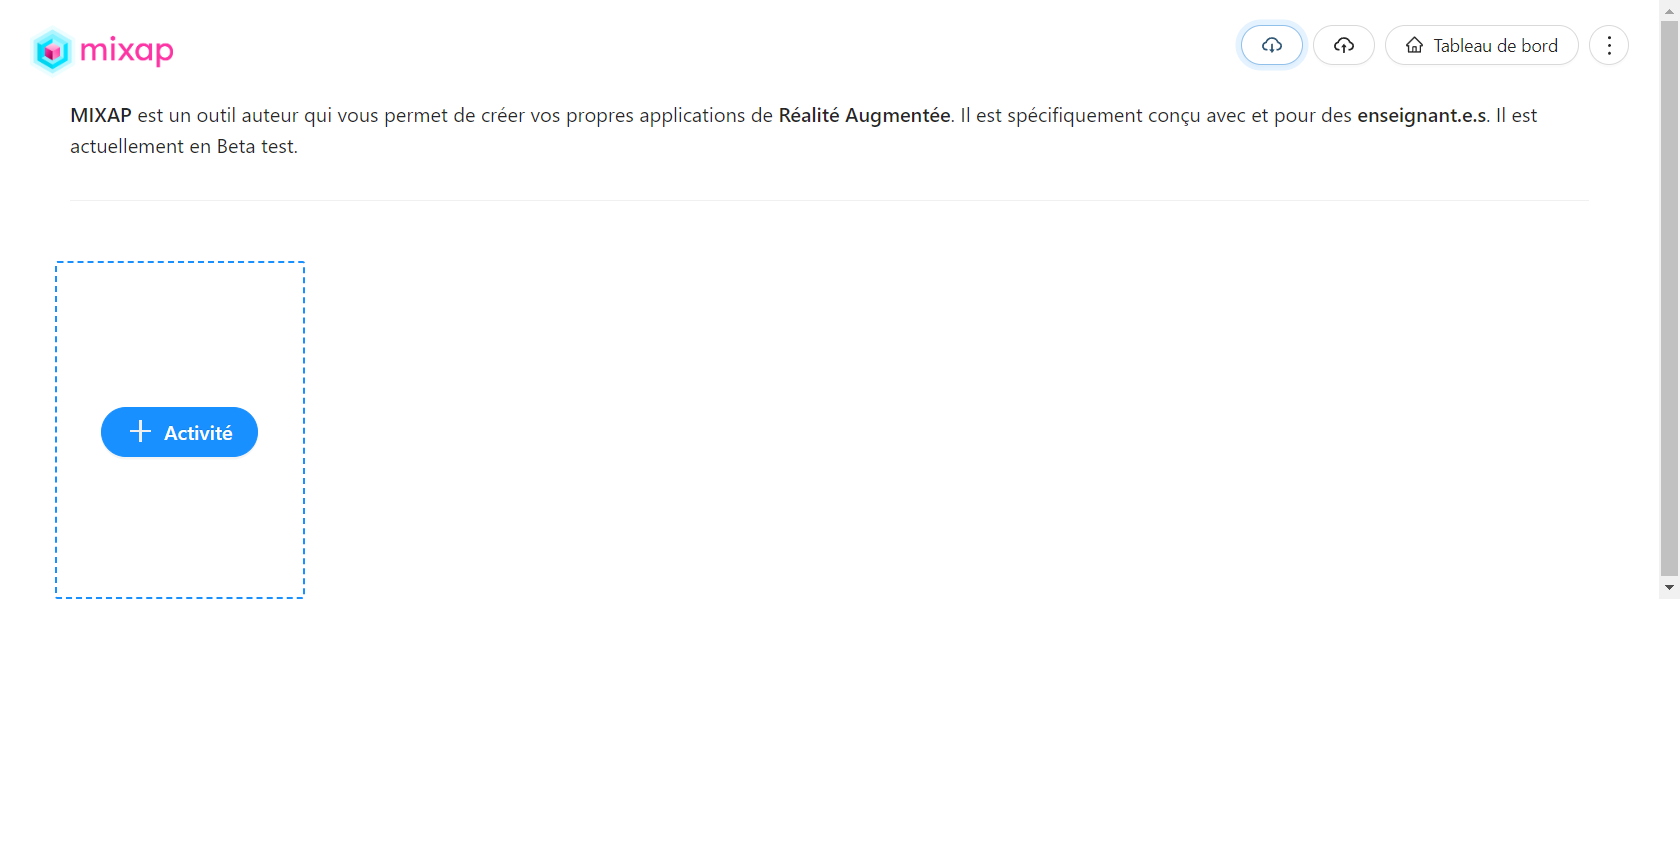 mixap
Tableau de bord
MIXAP est un outil auteur qui vous permet de créer vos propres applications de Réalité Augmentée. Il est spécifiquement conçu avec et pour des enseignant.e.s. Il est
actuellement en Beta test.
Activité